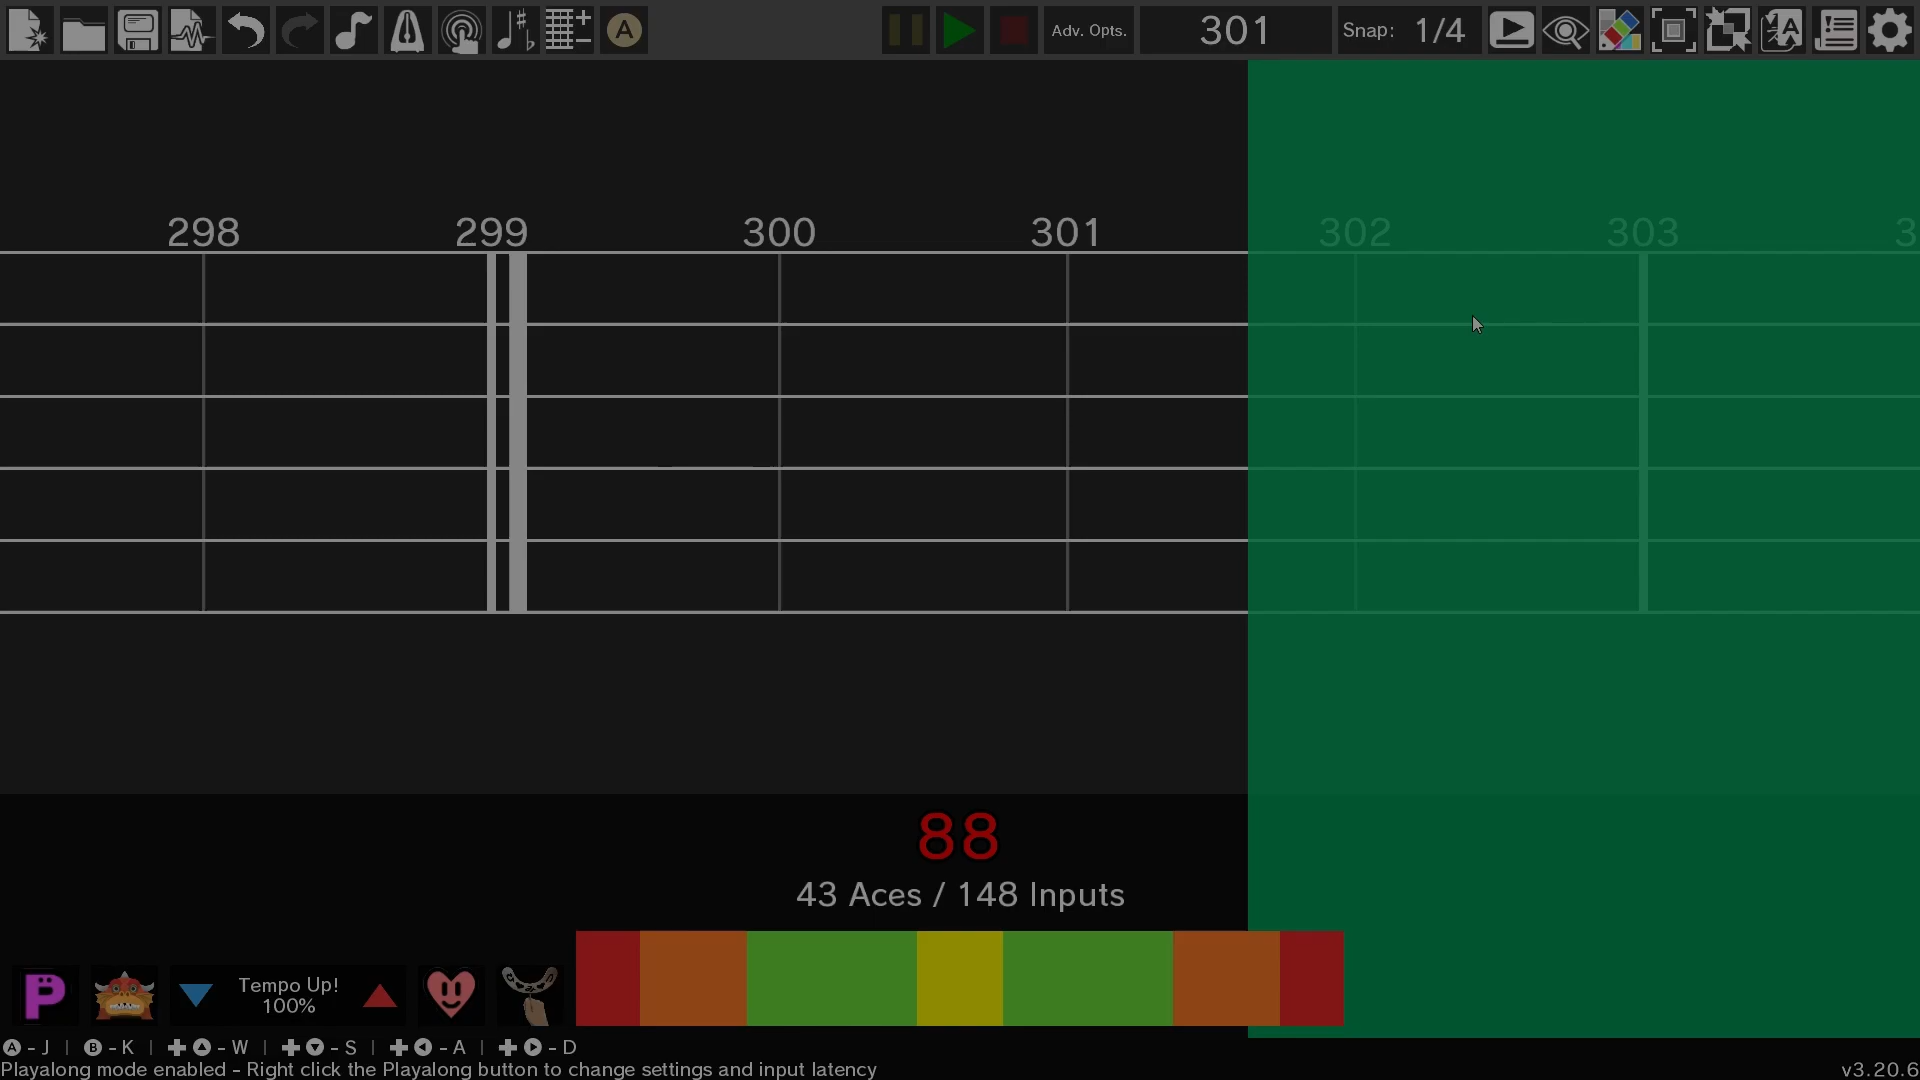 A
Adv. Opts.
301
Snap: 1/4
A
298 299 300 301 302 303 3
88
43 Aces / 148 Inputs
P
Tempo Up!
100%
A - J | B - K | - W | - S | - A | - D
Playalong mode enabled - Right click the Playalong button to change settings and input latency
v3.20.6